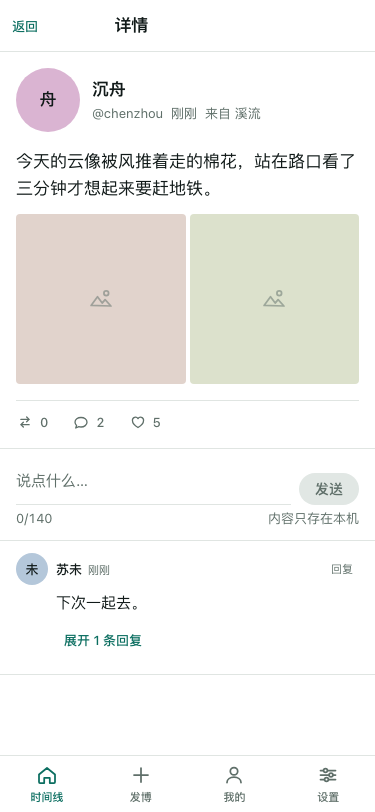 返回
详情
舟
沉舟
@chenzhou 刚刚 来自 溪流
今天的云像被风推着走的棉花，站在路口看了
三分钟才想起来要赶地铁。
0 2 5
说点什么...
发送
0/140
内容只存在本机
未
苏未 刚刚
回复
下次一起去。
展开 1 条回复
时间线
发博
我的
设置